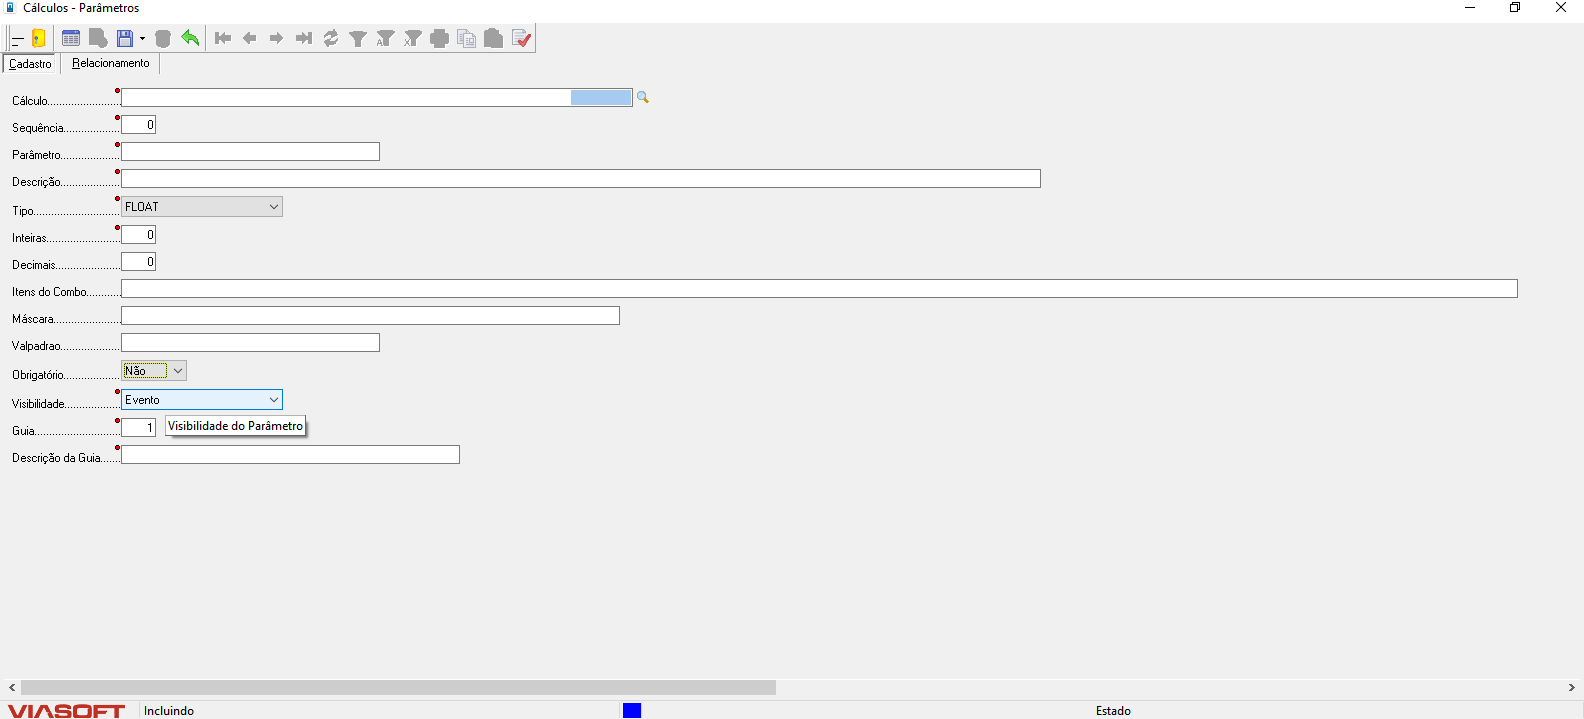 Cálculos - Parâmetros
Cadastro Relacionamento
Cálculo
Sequência 0
Parâmetro
Descrição
Tipo FLOAT
Inteiras 0
Decimais 0
Itens do Combo
Máscara
Valpadrao
Obrigatório Não
Visibilidade Evento
Guia 1 Visibilidade do Parâmetro
Descrição da Guia
VIASOFT Incluindo Estado